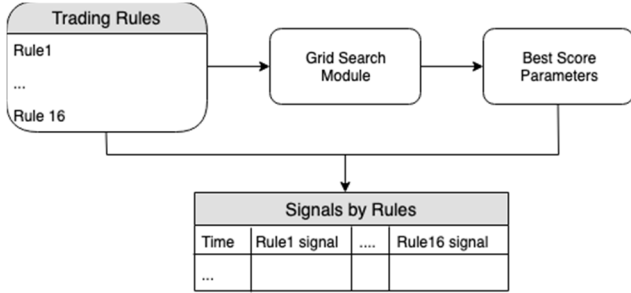 Trading Rules
Rule1
...
Rule 16
Grid Search
Module
Best Score
Parameters
Signals by Rules
Time Rule1 signal .... Rule16 signal
...